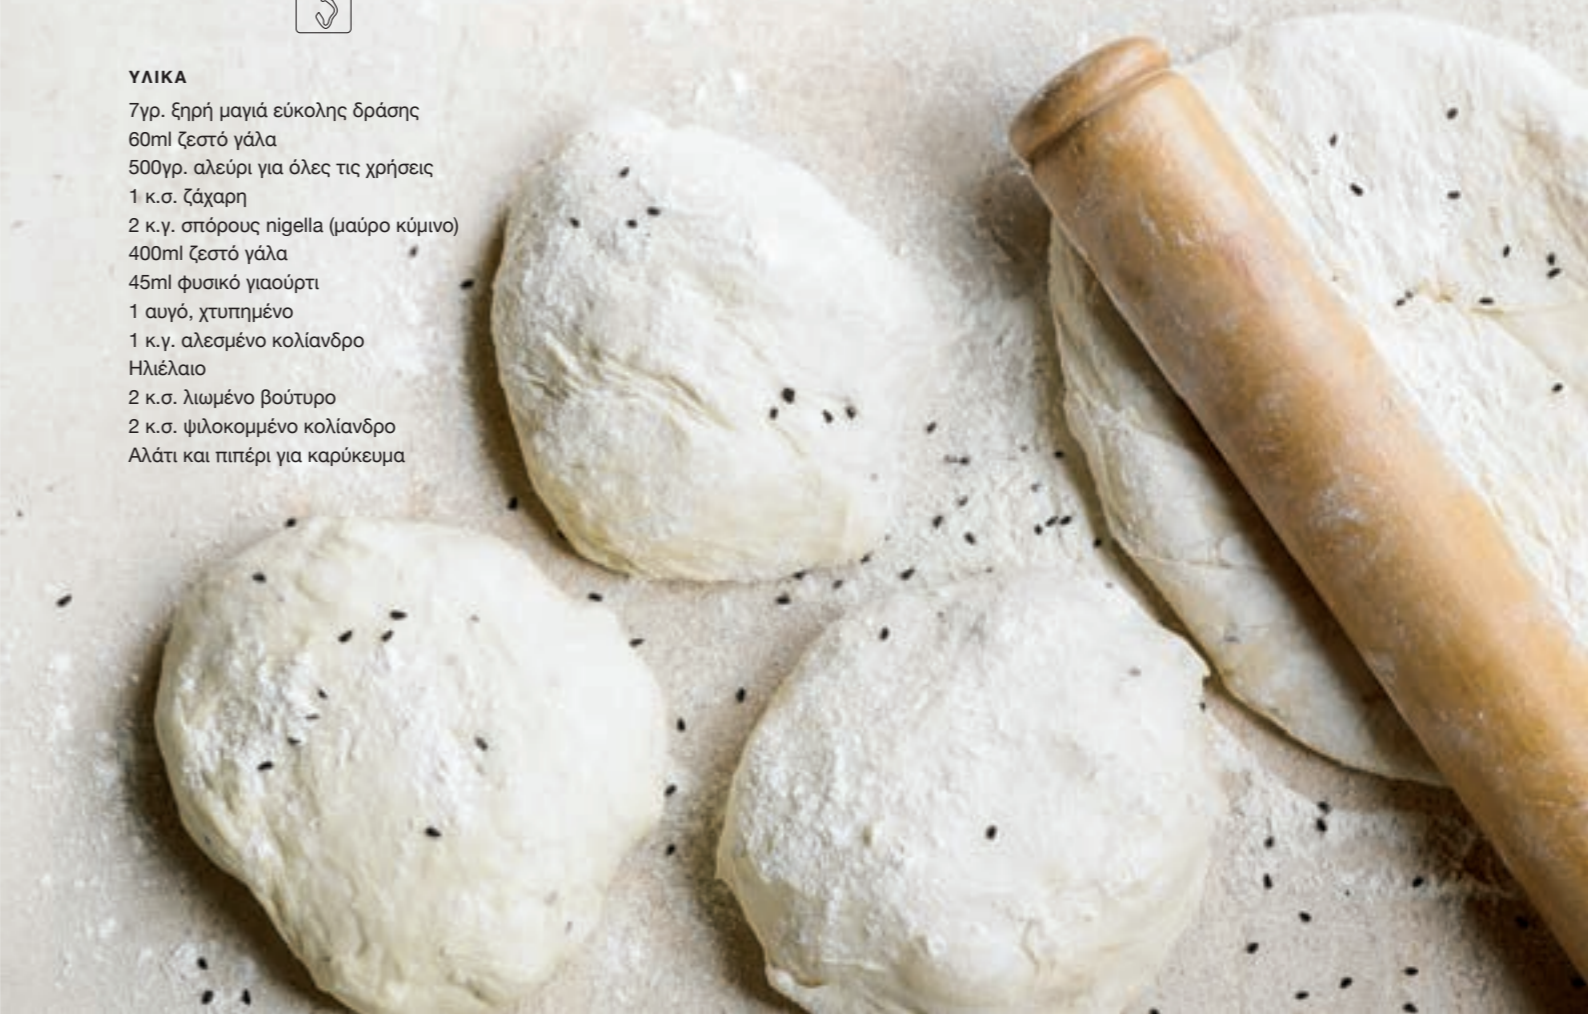 ΥΛΙΚΑ
7γρ. ξηρή μαγιά εύκολης δράσης
60ml ζεστό γάλα
500γρ. αλεύρι για όλες τις χρήσεις
1 κ.σ. ζάχαρη
2 κ.γ. σπόρους nigella (μαύρο κύμινο)
400ml ζεστό γάλα
45ml φυσικό γιαούρτι
1 αυγό, χτυπημένο
1 κ.γ. αλεσμένο κολίανδρο
Ηλιέλαιο
2 κ.σ. λιωμένο βούτυρο
2 κ.σ. ψιλοκομμένο κολίανδρο
Αλάτι και πιπέρι για καρύκευμα